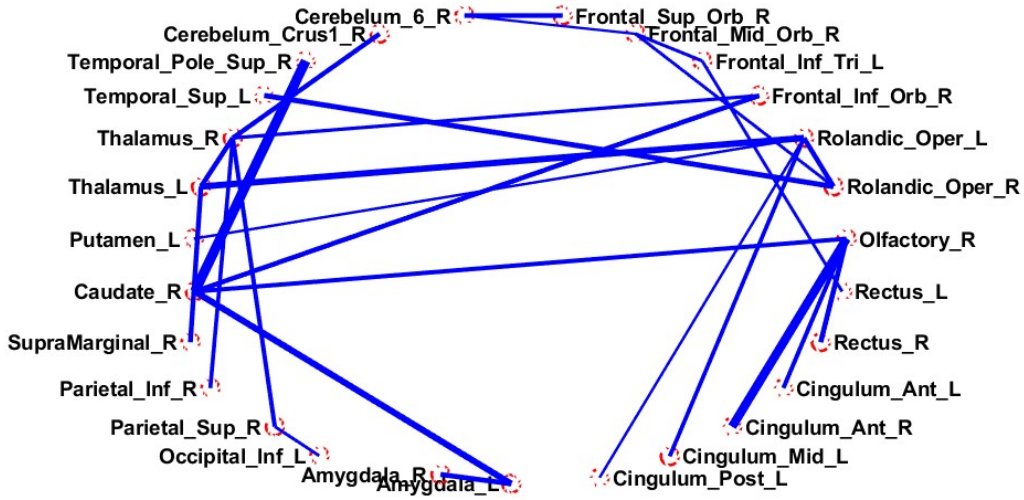 Cerebelum_6_R
Frontal_Sup_Orb_R
Cerebelum_Crus1_R
Frontal_Mid_Orb_R
Temporal_Pole_Sup_R
Frontal_Inf_Tri_L
Temporal_Sup_L
Frontal_Inf_Orb_R
Thalamus_R
Rolandic_Oper_L
Thalamus_L
Rolandic_Oper_R
Putamen_L
Olfactory_R
Caudate_R
Rectus_L
SupraMarginal_R
Rectus_R
Parietal_Inf_R
Cingulum_Ant_L
Parietal_Sup_R
Cingulum_Ant_R
Occipital_Inf_L
Cingulum_Mid_L
Amygdala_R
Amygdala_L
Cingulum_Post_L